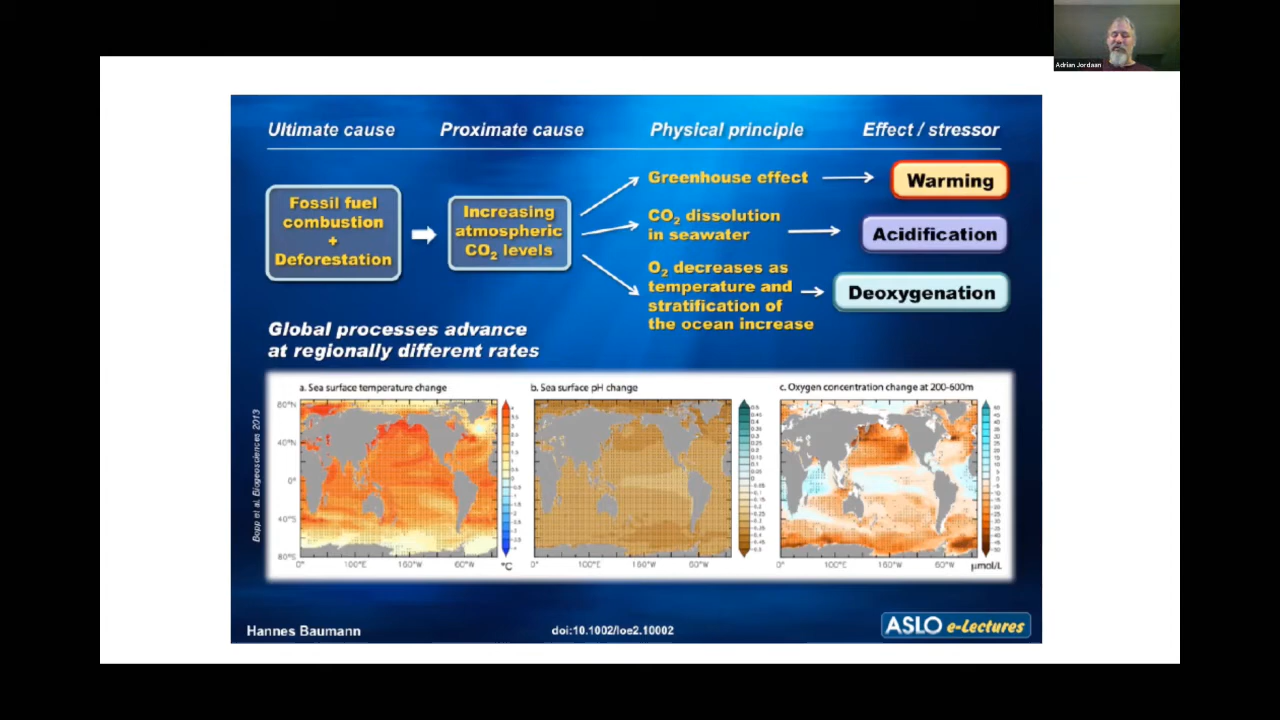 Adrian Jordaan
Ultimate cause
Proximate cause
Physical principle
Effect / stressor
Fossil fuel
combustion
+
Deforestation
Increasing
atmospheric
CO₂ levels
Greenhouse effect
Warming
CO₂ dissolution
in seawater
Acidification
O₂ decreases as
temperature and
stratification of
the ocean increase
Deoxygenation
Global processes advance
at regionally different rates
Bopp et al. Biogeosciences 2013
a. Sea surface temperature change
80°N
40°N
0°
40°S
80°S
0°
100°E
160°W
60°W
°C
b. Sea surface pH change
0°
100°E
160°W
60°W
c. Oxygen concentration change at 200-600m
0°
100°E
160°W
60°W
μmol/L
Hannes Baumann
doi:10.1002/loe2.10002
ASLO e-Lectures